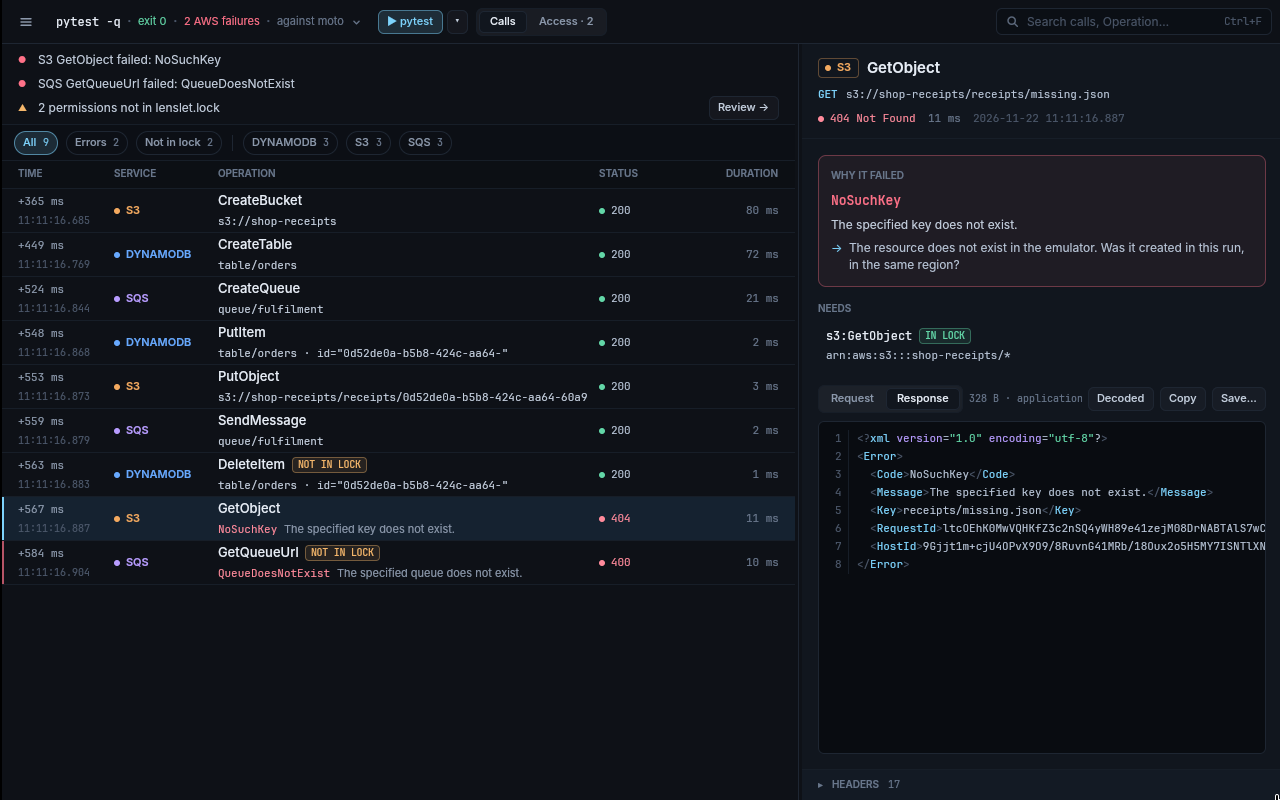 pytest -q · exit 0 · 2 AWS failures · against moto
pytest
Calls
Access · 2
Search calls, Operation...
Ctrl+F
S3 GetObject failed: NoSuchKey
SQS GetQueueUrl failed: QueueDoesNotExist
2 permissions not in lenslet.lock
Review →
All 9
Errors 2
Not in lock 2
DYNAMODB 3
S3 3
SQS 3
TIME SERVICE OPERATION STATUS DURATION
+365 ms
11:11:16.685
S3
CreateBucket
s3://shop-receipts
200
80 ms
+449 ms
11:11:16.769
DYNAMODB
CreateTable
table/orders
200
72 ms
+524 ms
11:11:16.844
SQS
CreateQueue
queue/fulfilment
200
21 ms
+548 ms
11:11:16.868
DYNAMODB
PutItem
table/orders · id="0d52de0a-b5b8-424c-aa64-"
200
2 ms
+553 ms
11:11:16.873
S3
PutObject
s3://shop-receipts/receipts/0d52de0a-b5b8-424c-aa64-60a9
200
3 ms
+559 ms
11:11:16.879
SQS
SendMessage
queue/fulfilment
200
2 ms
+563 ms
11:11:16.883
DYNAMODB
DeleteItem NOT IN LOCK
table/orders · id="0d52de0a-b5b8-424c-aa64-"
200
1 ms
+567 ms
11:11:16.887
S3
GetObject
NoSuchKey The specified key does not exist.
404
11 ms
+584 ms
11:11:16.904
SQS
GetQueueUrl NOT IN LOCK
QueueDoesNotExist The specified queue does not exist.
400
10 ms
S3 GetObject
GET s3://shop-receipts/receipts/missing.json
404 Not Found 11 ms 2026-11-22 11:11:16.887
WHY IT FAILED
NoSuchKey
The specified key does not exist.
→ The resource does not exist in the emulator. Was it created in this run,
in the same region?
NEEDS
s3:GetObject IN LOCK
arn:aws:s3:::shop-receipts/*
Request
Response
328 B · application
Decoded
Copy
Save...
1 <?xml version="1.0" encoding="utf-8"?>
2 <Error>
3 <Code>NoSuchKey</Code>
4 <Message>The specified key does not exist.</Message>
5 <Key>receipts/missing.json</Key>
6 <RequestId>ltcOEhK0MwVQHKfZ3c2nSQ4yWH89e41zejM08DrNABTAlS7wC
7 <HostId>9Gjjt1m+cjU4OPvX9O9/8RuvnG41MRb/18Oux2o5H5MY7ISNTlXN
8 </Error>
HEADERS 17